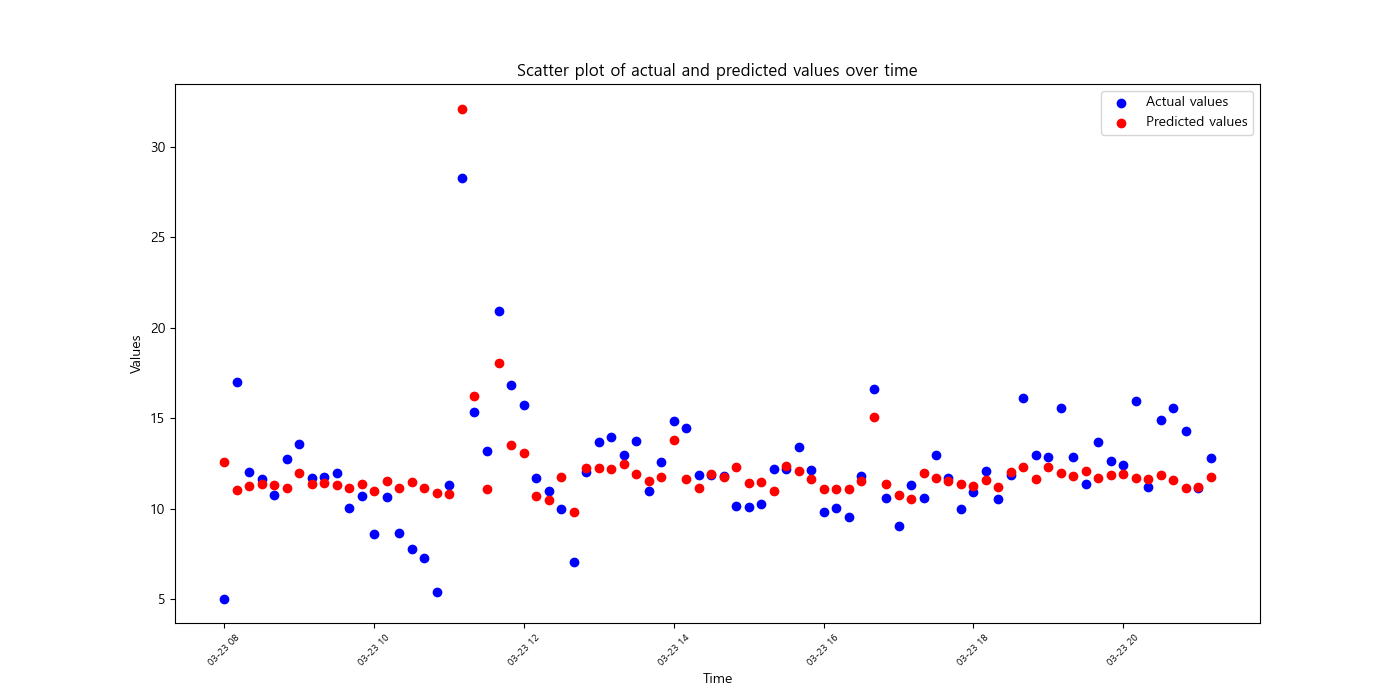 Scatter plot of actual and predicted values over time
Actual values
Predicted values
Values
30
25
20
15
10
5
03-23 08
03-23 10
03-23 12
03-23 14
03-23 16
03-23 18
03-23 20
Time